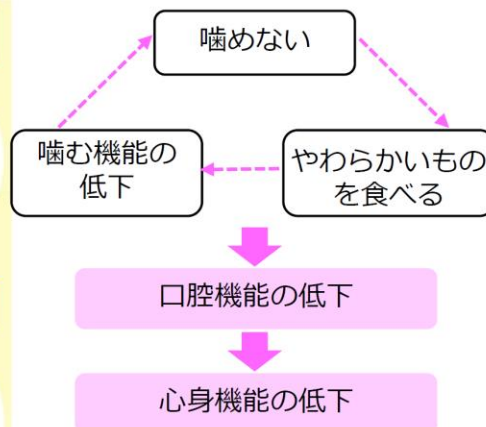 噛めない
噛む機能の
低下
やわらかいもの
を食べる
口腔機能の低下
心身機能の低下